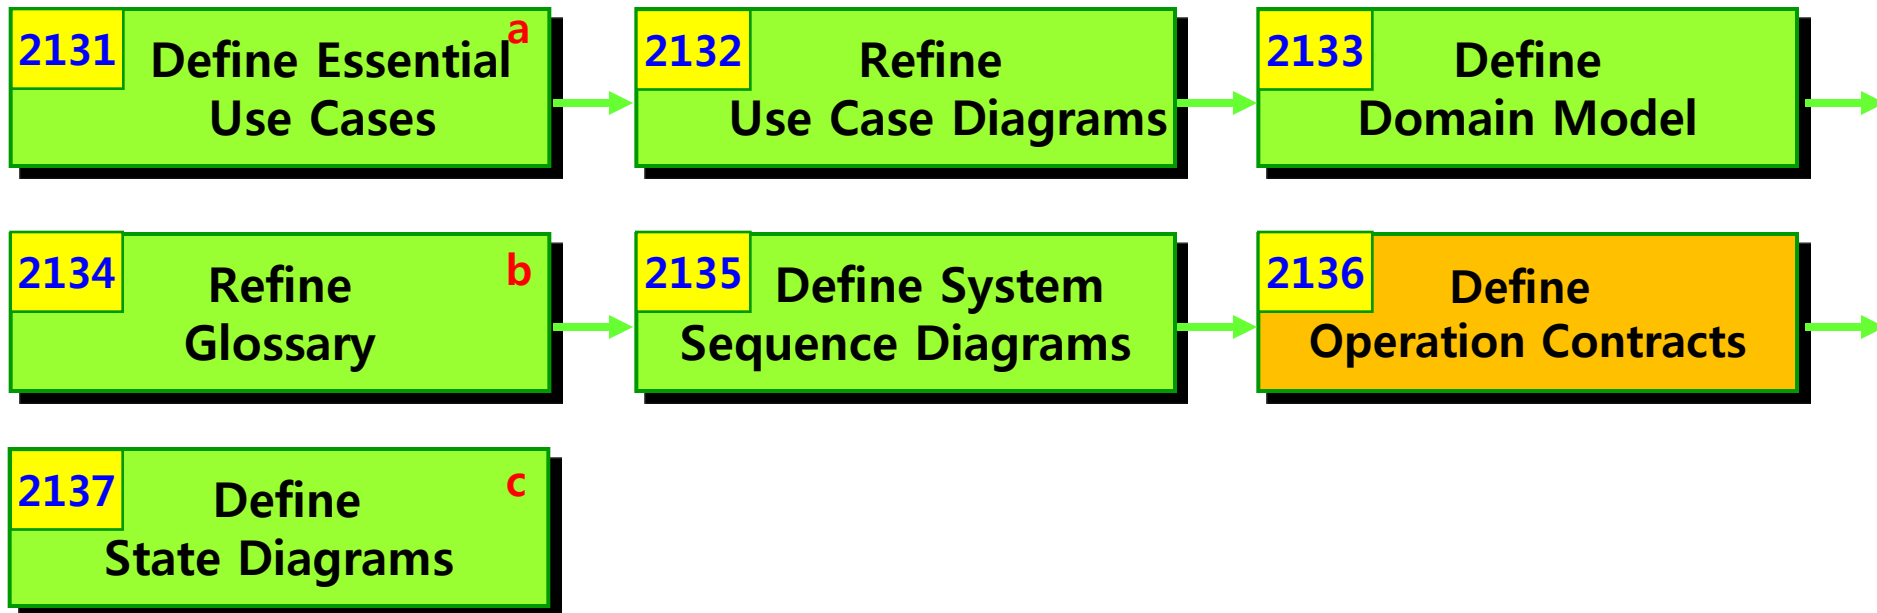 2131 Define Essential a
Use Cases
2132 Refine
Use Case Diagrams
2133 Define
Domain Model
2134 Refine b
Glossary
2135 Define System
Sequence Diagrams
2136 Define
Operation Contracts
2137 Define c
State Diagrams